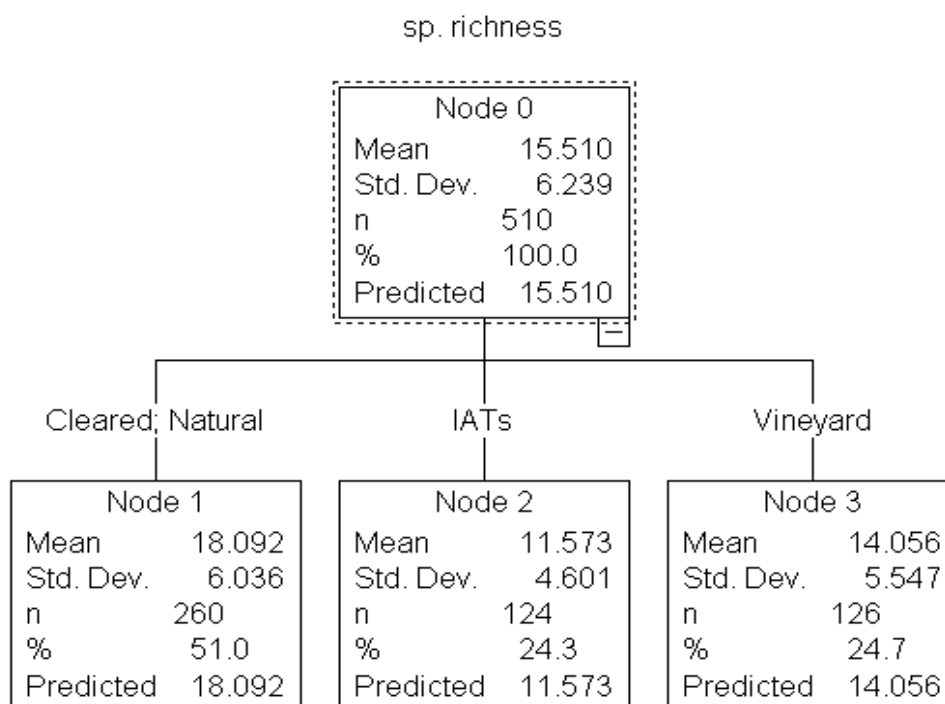 sp. richness
Node 0
Mean 15.510
Std. Dev. 6.239
n 510
% 100.0
Predicted 15.510
Cleared; Natural
IATs
Vineyard
Node 1
Mean 18.092
Std. Dev. 6.036
n 260
% 51.0
Predicted 18.092
Node 2
Mean 11.573
Std. Dev. 4.601
n 124
% 24.3
Predicted 11.573
Node 3
Mean 14.056
Std. Dev. 5.547
n 126
% 24.7
Predicted 14.056